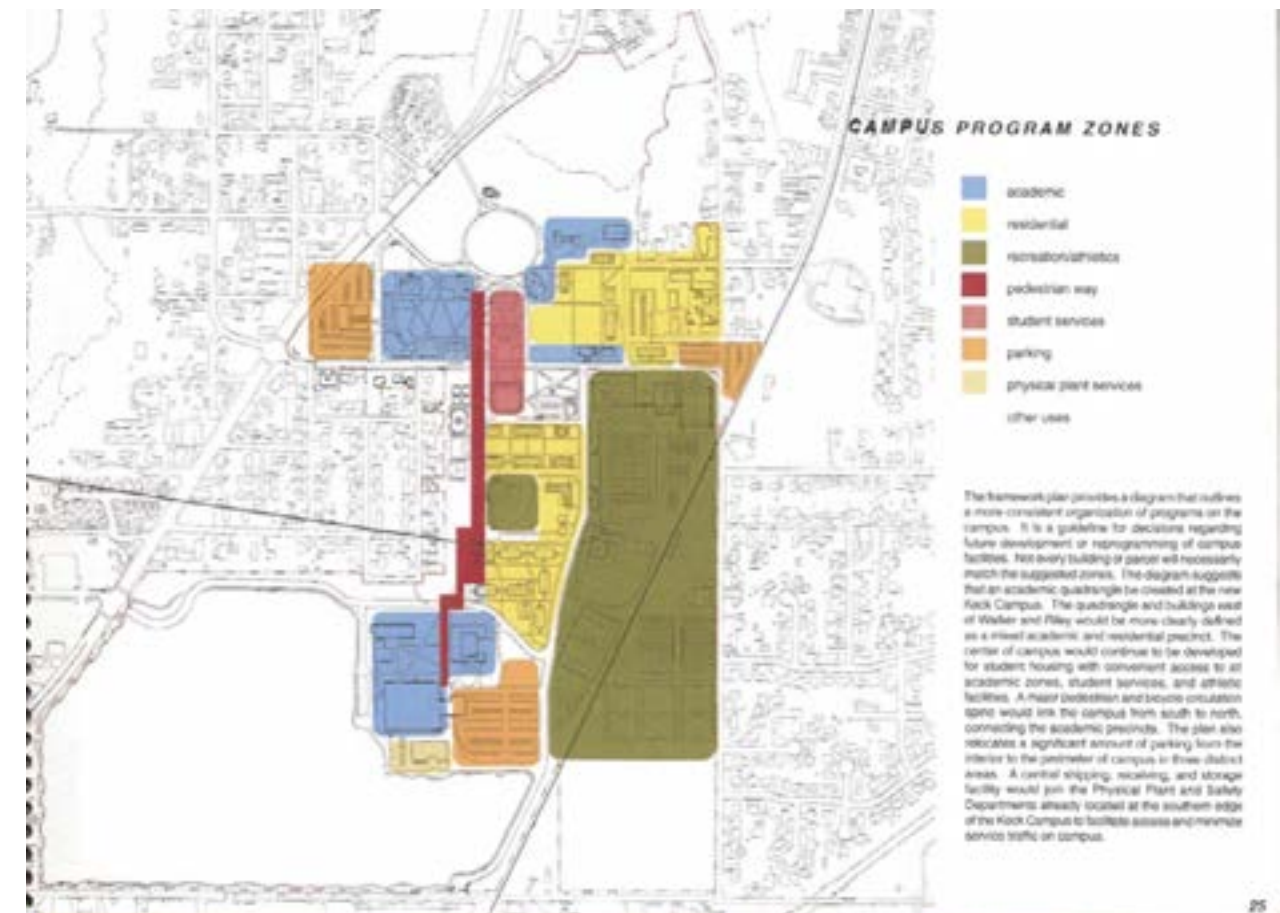 CAMPUS PROGRAM ZONES
academic
residential
recreation/athletics
pedestrian way
student services
parking
physical plant services
other uses
The framework plan provides a diagram that outlines
a more consistent organization of programs on the
campus. It is a guideline for decisions regarding
future development or reprogramming of campus
facilities. Not every building or parcel will necessarily
match the suggested zones. The diagram suggests
that an academic quadrangle be created at the new
Keck Campus. The quadrangle and buildings east
of Walker and Riley would be more clearly defined
as a mixed academic and residential precinct. The
center of campus would continue to be developed
for student housing with convenient access to all
academic zones, student services, and athletic
facilities. A major pedestrian and bicycle circulation
spine would link the campus from south to north,
connecting the academic precincts. The plan also
relocates a significant amount of parking from the
interior to the perimeter of campus in three distinct
areas. A central shipping, receiving, and storage
facility would join the Physical Plant and Safety
Departments already located at the southern edge
of the Keck Campus to facilitate access and minimize
service traffic on campus.
25